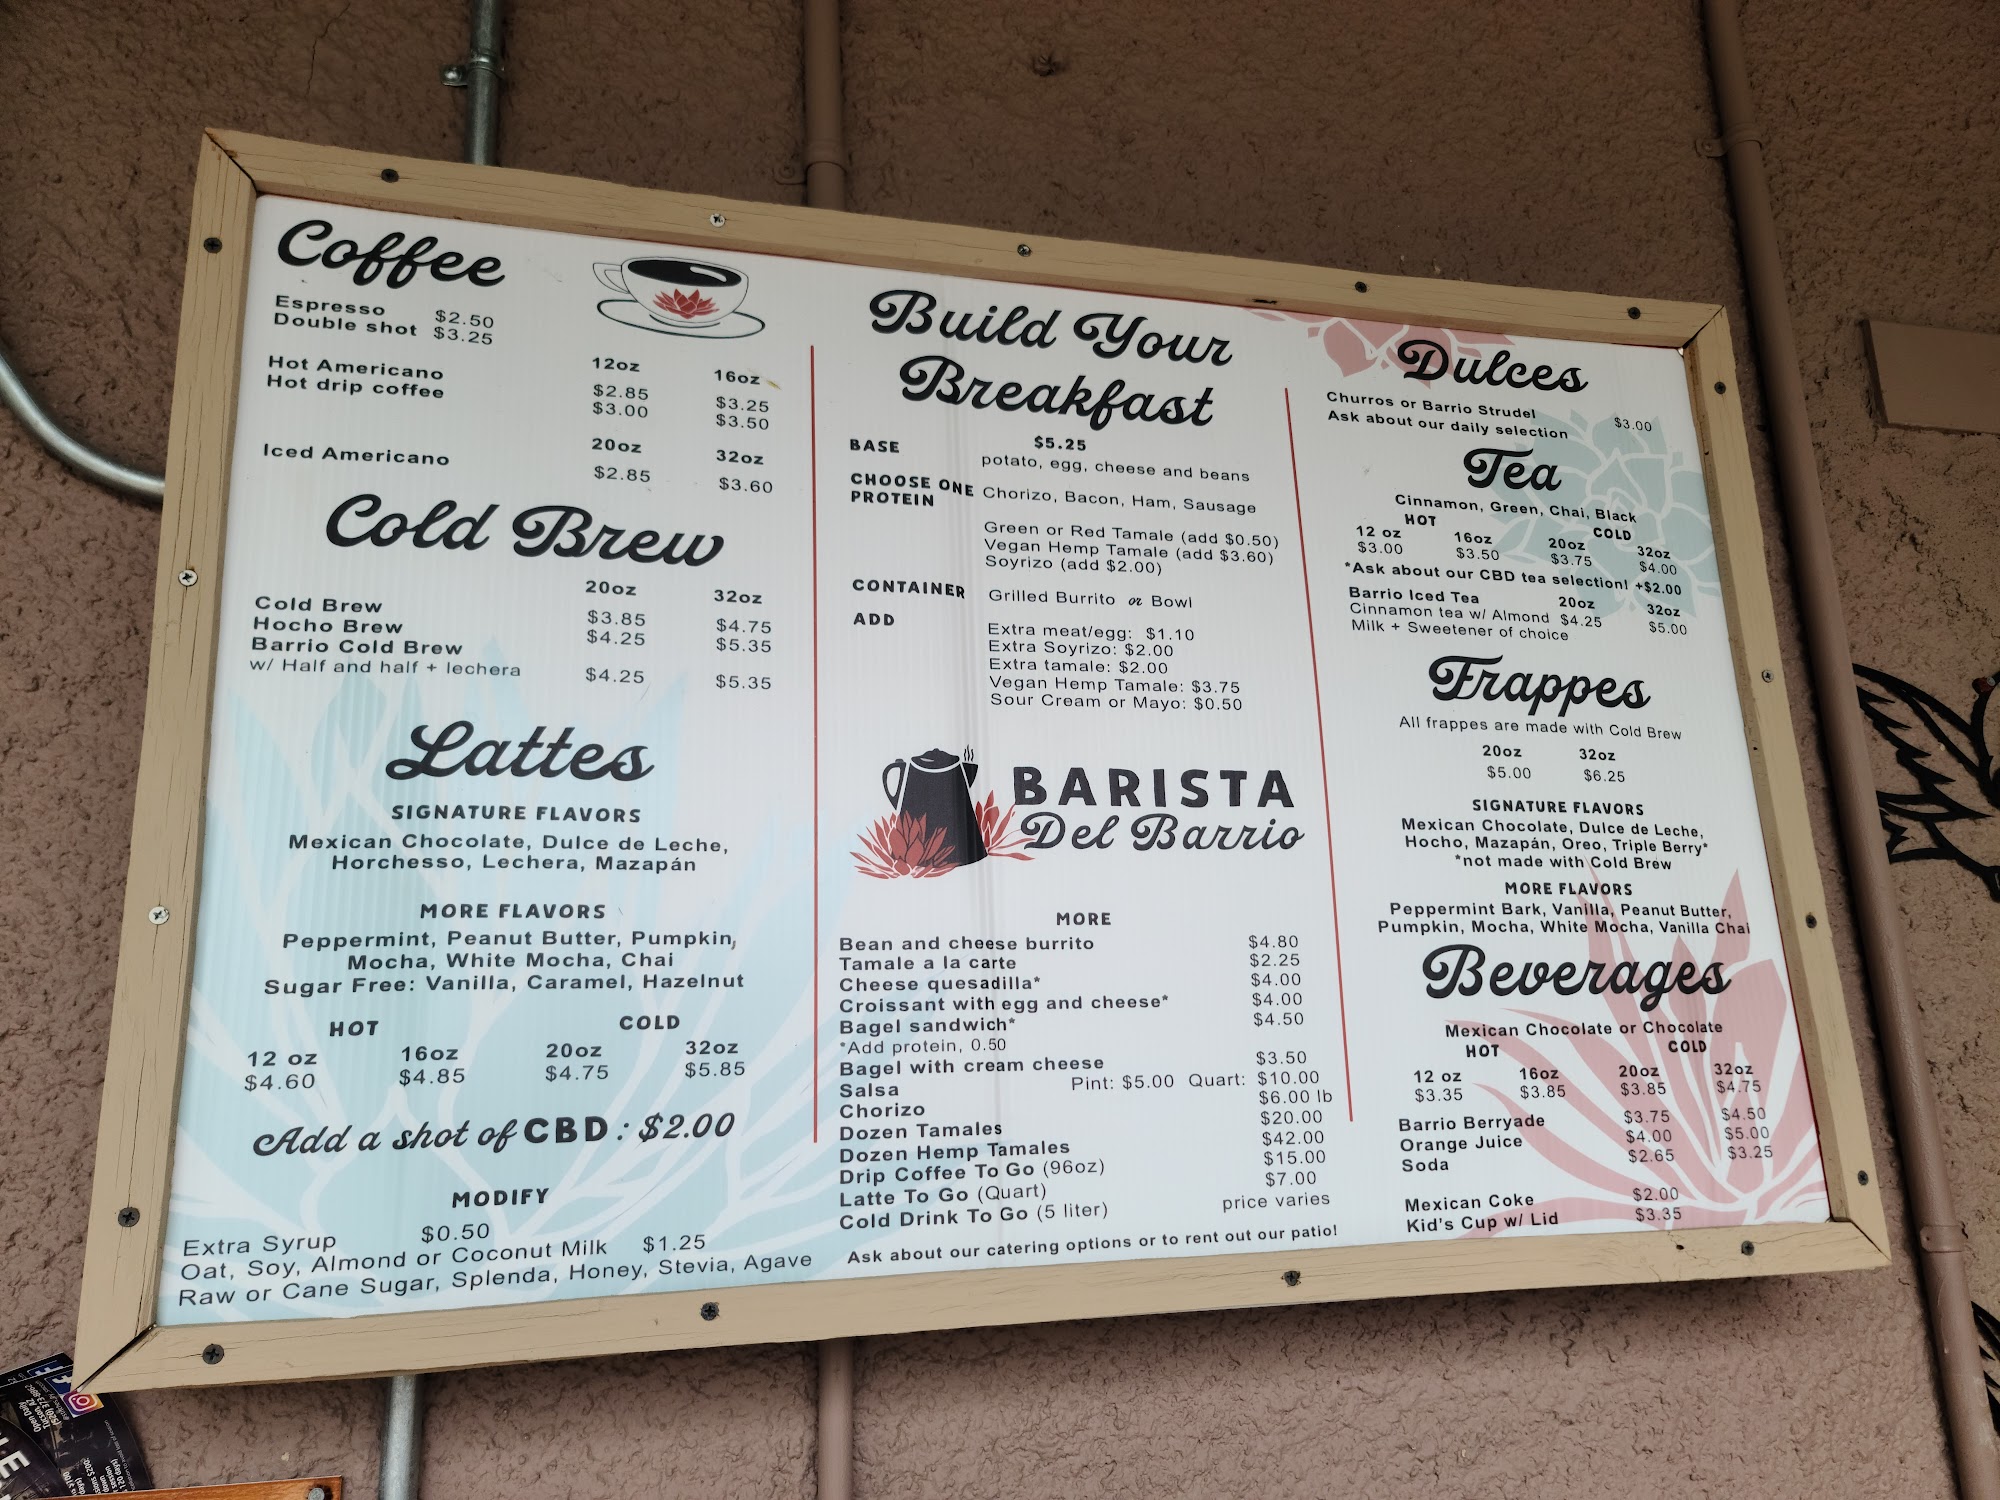 Coffee
Espresso $2.50
Double shot $3.25
12oz 16oz
Hot Americano $2.85 $3.25
Hot drip coffee $3.00 $3.50
20oz 32oz
Iced Americano $2.85 $3.60
Cold Brew
20oz 32oz
Cold Brew $3.85 $4.75
Hocho Brew $4.25 $5.35
Barrio Cold Brew
w/ Half and half + lechera $4.25 $5.35
Lattes
SIGNATURE FLAVORS
Mexican Chocolate, Dulce de Leche,
Horchesso, Lechera, Mazapán
MORE FLAVORS
Peppermint, Peanut Butter, Pumpkin,
Mocha, White Mocha, Chai
Sugar Free: Vanilla, Caramel, Hazelnut
HOT COLD
12 oz 16oz 20oz 32oz
$4.60 $4.85 $4.75 $5.85
Add a shot of CBD: $2.00
MODIFY
Extra Syrup $0.50
Oat, Soy, Almond or Coconut Milk $1.25
Raw or Cane Sugar, Splenda, Honey, Stevia, Agave
Build Your
Breakfast
BASE $5.25
potato, egg, cheese and beans
CHOOSE ONE
PROTEIN
Chorizo, Bacon, Ham, Sausage
Green or Red Tamale (add $0.50)
Vegan Hemp Tamale (add $3.60)
Soyrizo (add $2.00)
CONTAINER Grilled Burrito or Bowl
ADD
Extra meat/egg: $1.10
Extra Soyrizo: $2.00
Extra tamale: $2.00
Vegan Hemp Tamale: $3.75
Sour Cream or Mayo: $0.50
BARISTA
Del Barrio
MORE
Bean and cheese burrito $4.80
Tamale a la carte $2.25
Cheese quesadilla* $4.00
Croissant with egg and cheese* $4.00
Bagel sandwich* $4.50
*Add protein, 0.50
Bagel with cream cheese $3.50
Salsa Pint: $5.00 Quart: $10.00
Chorizo $6.00 lb
Dozen Tamales $20.00
Dozen Hemp Tamales $42.00
Drip Coffee To Go (96oz) $15.00
Latte To Go (Quart) $7.00
Cold Drink To Go (5 liter) price varies
Ask about our catering options or to rent out our patio!
Dulces
Churros or Barrio Strudel $3.00
Ask about our daily selection
Tea
Cinnamon, Green, Chai, Black
HOT COLD
12 oz 16oz 20oz 32oz
$3.00 $3.50 $3.75 $4.00
*Ask about our CBD tea selection! +$2.00
Barrio Iced Tea 20oz 32oz
Cinnamon tea w/ Almond $4.25 $5.00
Milk + Sweetener of choice
Frappes
All frappes are made with Cold Brew
20oz 32oz
$5.00 $6.25
SIGNATURE FLAVORS
Mexican Chocolate, Dulce de Leche,
Hocho, Mazapán, Oreo, Triple Berry*
*not made with Cold Brew
MORE FLAVORS
Peppermint Bark, Vanilla, Peanut Butter,
Pumpkin, Mocha, White Mocha, Vanilla Chai
Beverages
Mexican Chocolate or Chocolate
HOT COLD
12 oz 16oz 20oz 32oz
$3.35 $3.85 $3.85 $4.75
Barrio Berryade $3.75 $4.50
Orange Juice $4.00 $5.00
Soda $2.65 $3.25
Mexican Coke $2.00
Kid's Cup w/ Lid $3.35
Open Daily
Tucson, AZ
(520) 373-8862